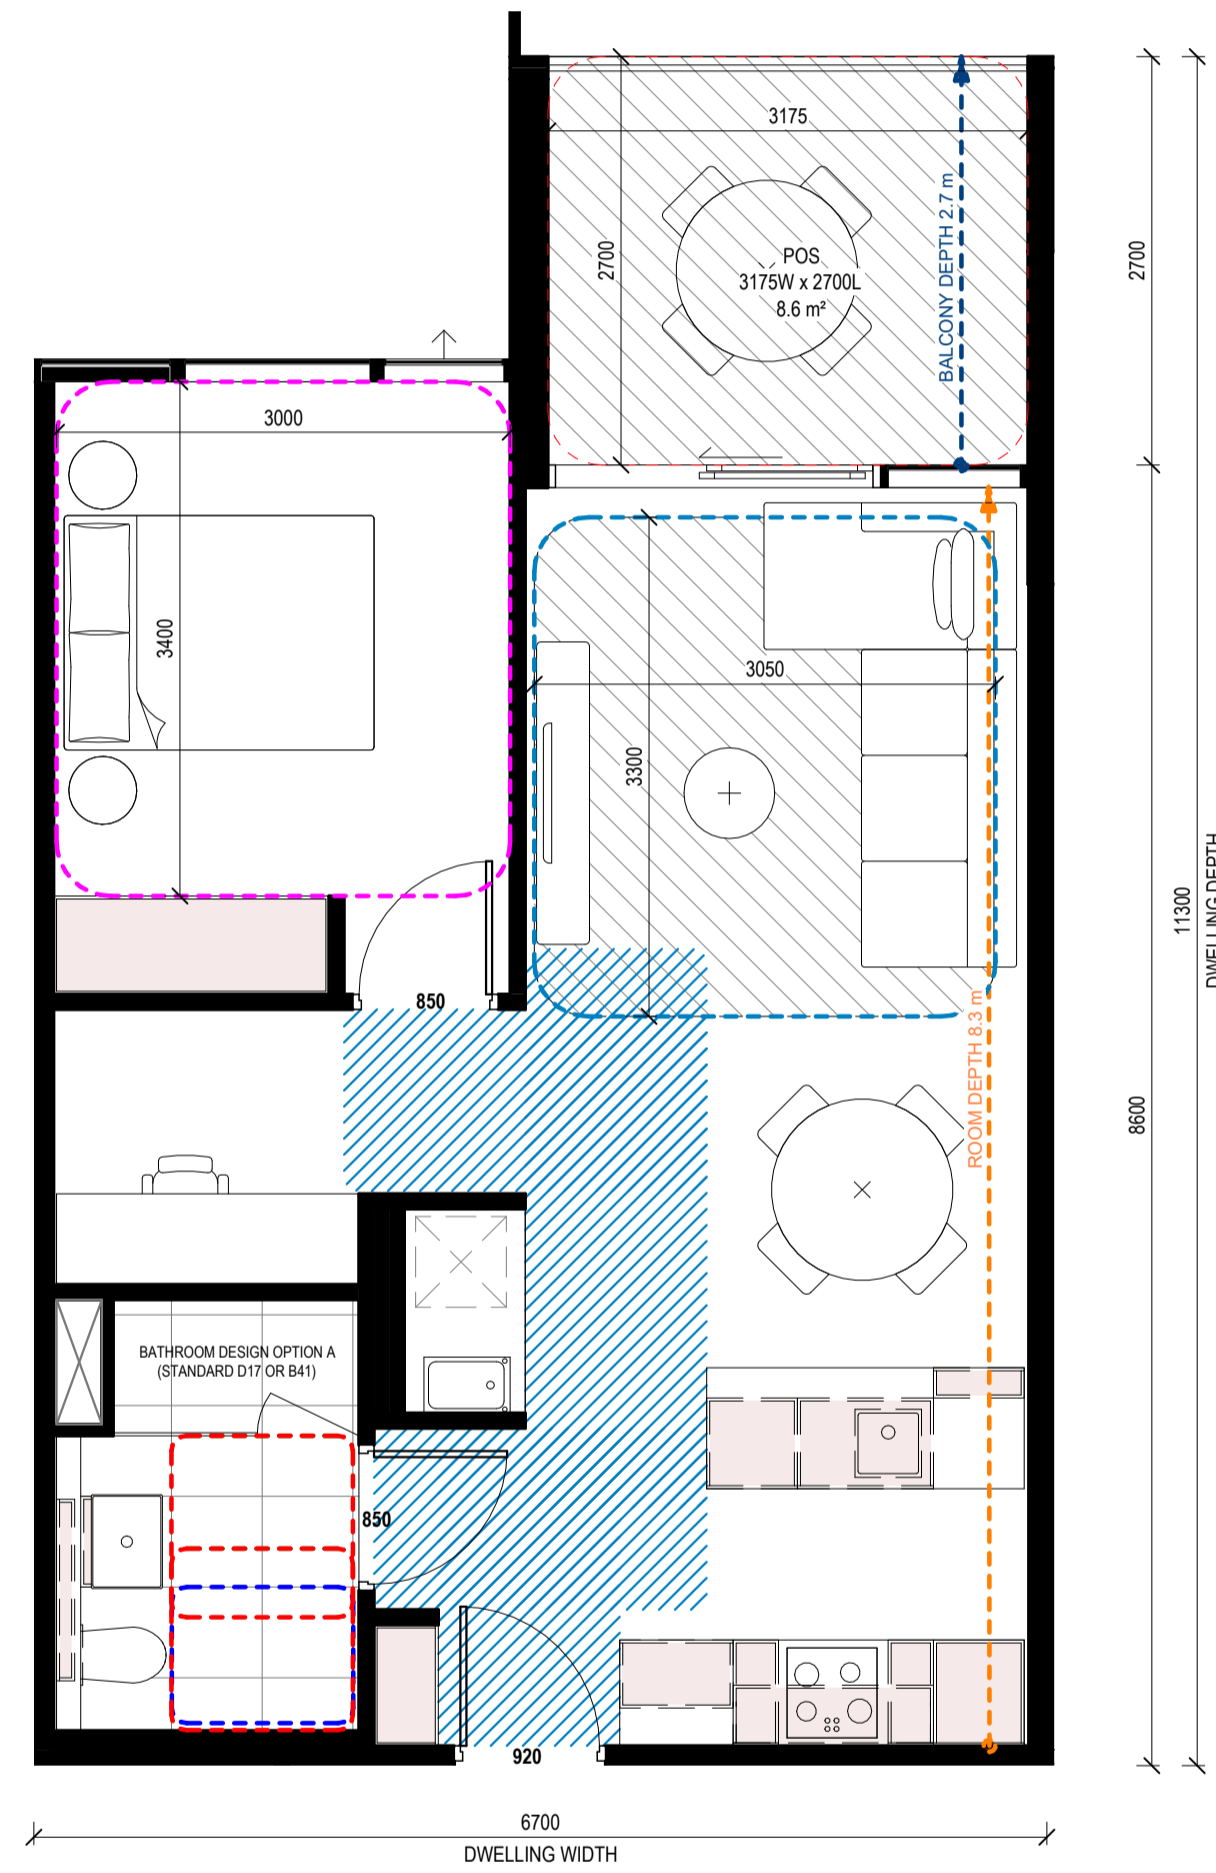 3175
2700
POS
3175W x 2700L
8.6 m²
BALCONY DEPTH 2.7 m
2700
3000
3400
3050
3300
11300
DWELLING DEPTH
850
ROOM DEPTH 8.3 m
8600
BATHROOM DESIGN OPTION A
(STANDARD D17 OR B41)
850
920
6700
DWELLING WIDTH